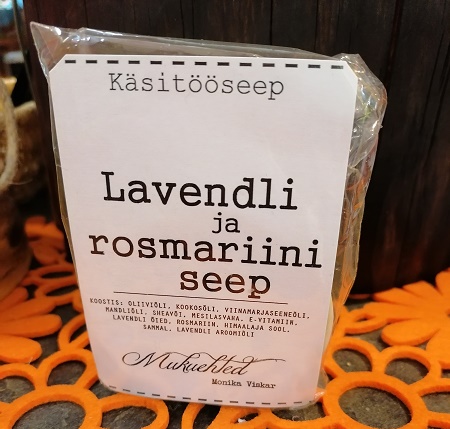 Käsitööseep
Lavendli
ja
rosmariini
seep
KOOSTIS: OLIIVIÕLI, KOOKOSÕLI, VIINAMARJASEENEÕLI,
MANDLIÕLI, SHEAVÕI, MESILASVAHA, E-VITAMIIN,
LAVENDLI ÕIED, ROSMARIIN, HIMAALAJA SOOL,
SAMMAL, LAVENDLI AROOMIÕLI
Mukuehted
Monika Viskar